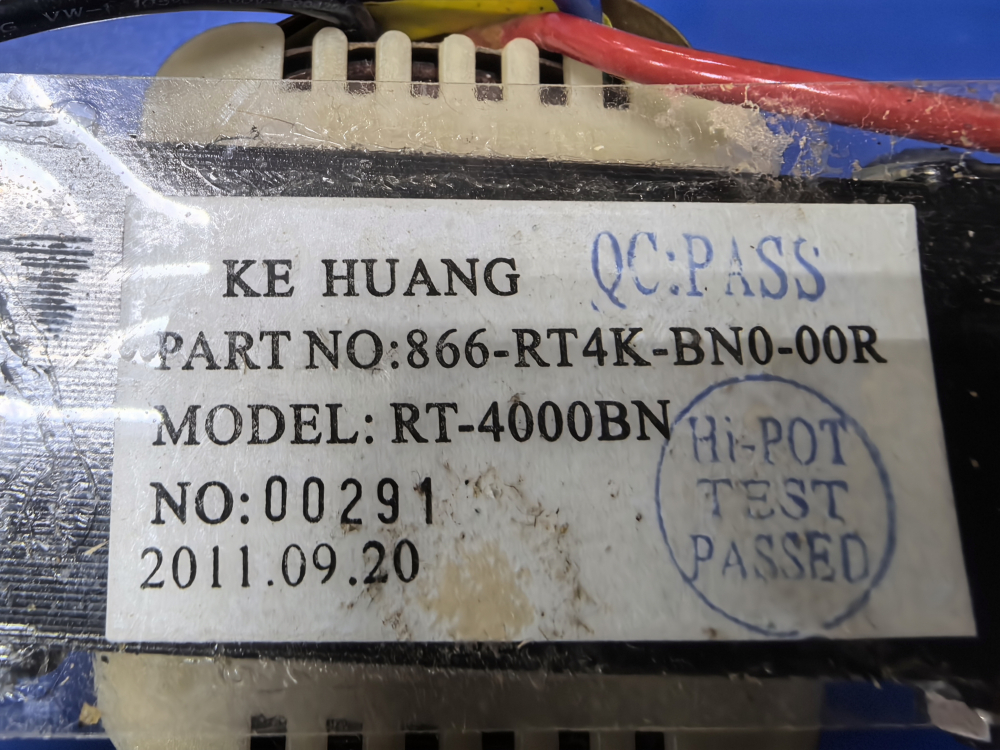 KE HUANG
QC:PASS
PART NO:866-RT4K-BN0-00R
MODEL: RT-4000BN
NO:00291
2011.09.20
Hi-POT
TEST
PASSED